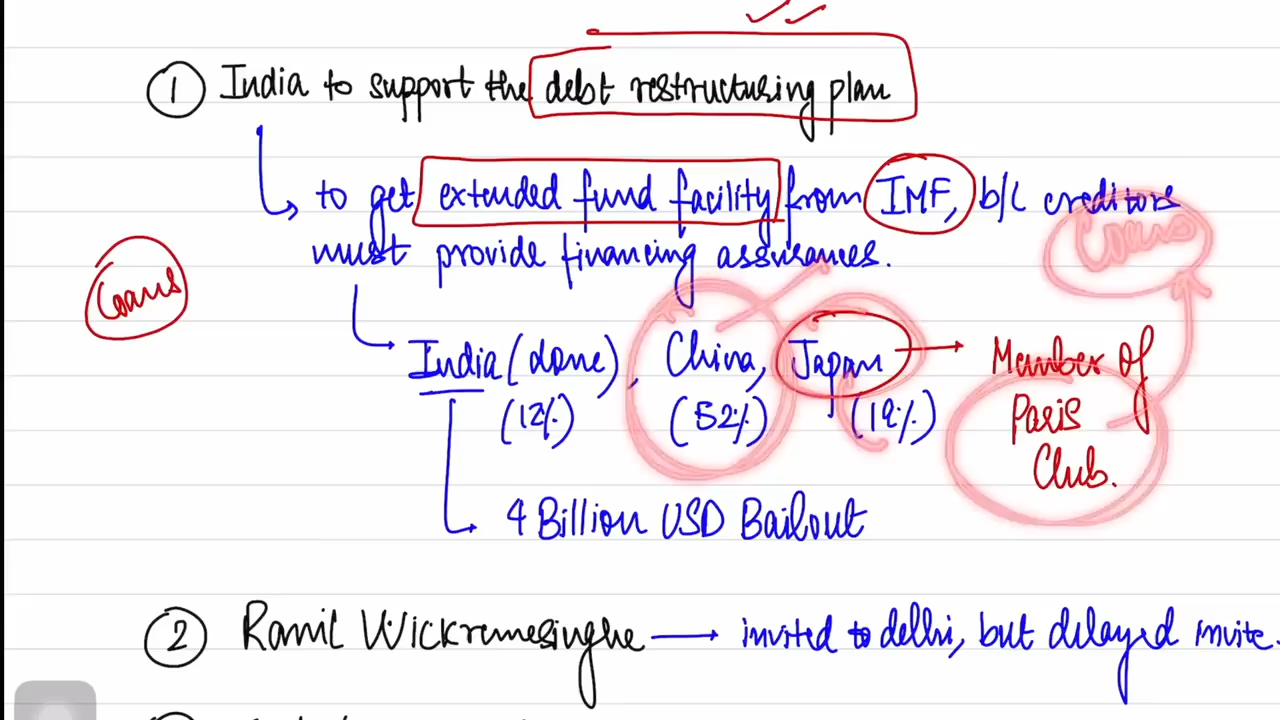 ① India to support the debt restructuring plan
to get extended fund facility from IMF, b/c creditors
must provide financing assurances.
Loans
Loans
India (done), China, Japan → Member of
(12%) (52%) (19%) Paris
Club.
4 Billion USD Bailout
② Ranil Wickremesinghe → invited to delhi, but delayed invite.